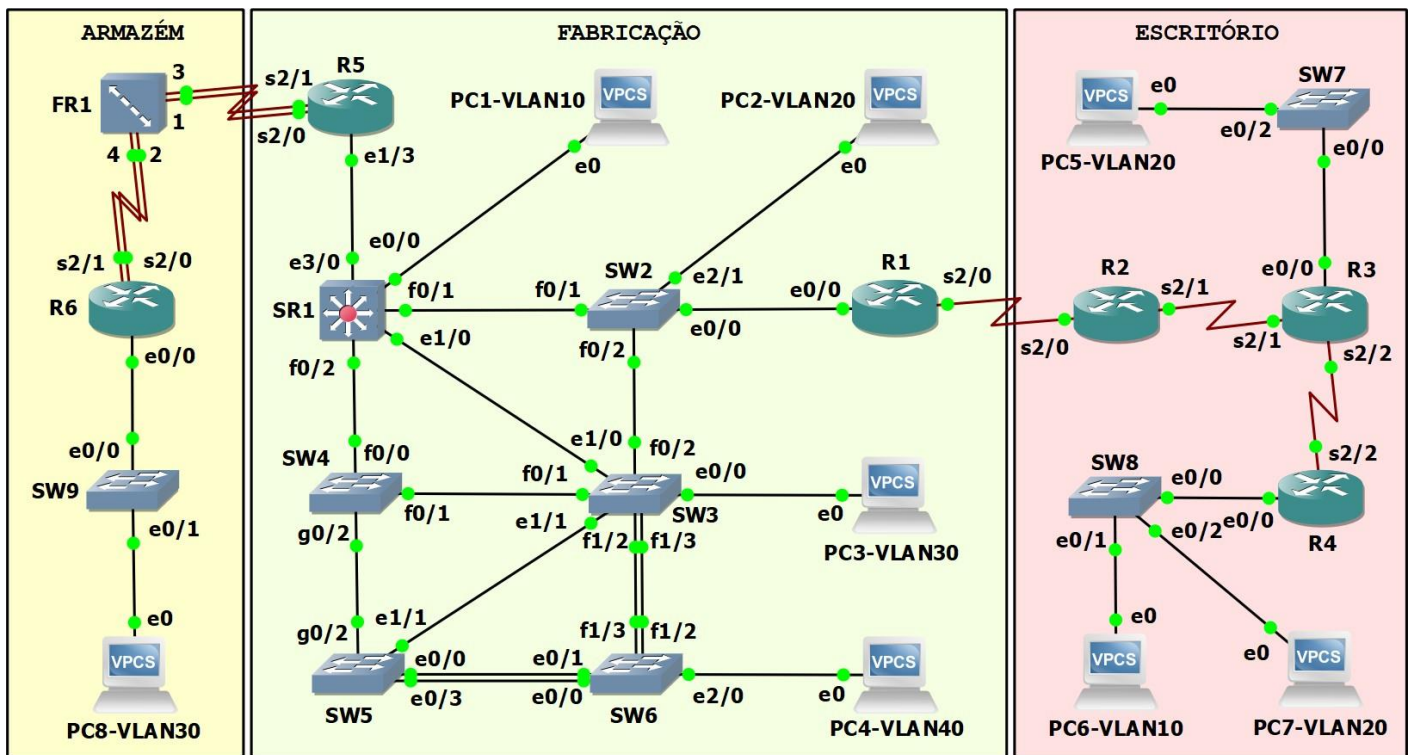 ARMAZÉM
FR1
3
1
4
2
s2/1
s2/0
R6
e0/0
e0/0
SW9
e0/1
e0
VPCS
PC8-VLAN30
FABRICAÇÃO
s2/1
R5
s2/0
e1/3
PC1-VLAN10
VPCS
e0
PC2-VLAN20
VPCS
e0
e0/0
e3/0
SR1
f0/1
f0/1
SW2
e2/1
e0/0
e0/0
R1
s2/0
e1/0
f0/2
f0/2
f0/0
SW4
f0/1
g0/2
e1/0
f0/2
f0/1
e0/0
SW3
e1/1
f1/2
f1/3
e0
VPCS
PC3-VLAN30
e1/1
g0/2
e0/0
e0/3
SW5
f1/3
f1/2
e0/1
e0/0
SW6
e2/0
e0
VPCS
PC4-VLAN40
ESCRITÓRIO
VPCS
e0
PC5-VLAN20
SW7
e0/2
e0/0
R2
s2/1
s2/0
e0/0
R3
s2/1
s2/2
s2/2
R4
SW8
e0/0
e0/0
e0/1
e0/2
e0
VPCS
PC6-VLAN10
e0
VPCS
PC7-VLAN20